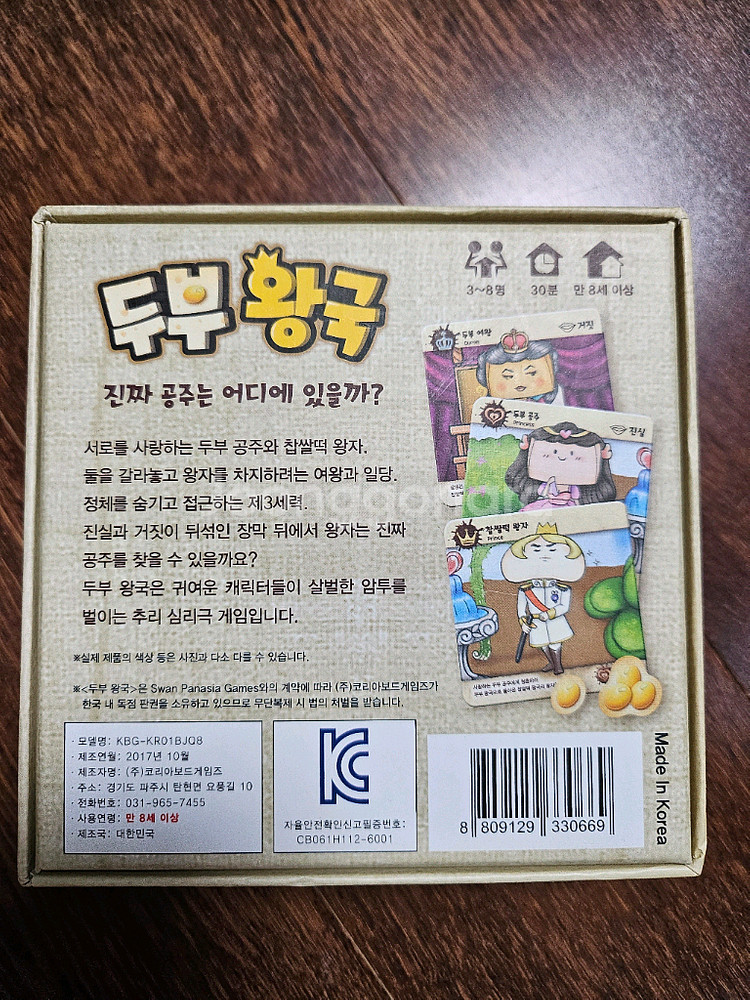 두부 왕국
3~8명
30분
만 8세 이상
진짜 공주는 어디에 있을까?
서로를 사랑하는 두부 공주와 찹쌀떡 왕자.
둘을 갈라놓고 왕자를 차지하려는 여왕과 일당.
정체를 숨기고 접근하는 제3세력.
진실과 거짓이 뒤섞인 장막 뒤에서 왕자는 진짜
공주를 찾을 수 있을까요?
두부 왕국은 귀여운 캐릭터들이 살벌한 암투를
벌이는 추리 심리극 게임입니다.
두부 여왕
Queen
거짓
두부 공주
Princess
진실
찹쌀떡 왕자
Prince
※실제 제품의 색상 등은 사진과 다소 다를 수 있습니다.
※<두부 왕국>은 Swan Panasia Games와의 계약에 따라 (주)코리아보드게임즈가
한국 내 독점 판권을 소유하고 있으므로 무단복제 시 법의 처벌을 받습니다.
· 모델명: KBG-KR01BJQ8
· 제조연월: 2017년 10월
· 제조자명: (주)코리아보드게임즈
· 주소: 경기도 파주시 탄현면 요풍길 10
· 전화번호: 031-965-7455
· 사용연령: 만 8세 이상
· 제조국: 대한민국
자율안전확인신고필증번호:
CB061H112-6001
8 809129 330669
Made In Korea